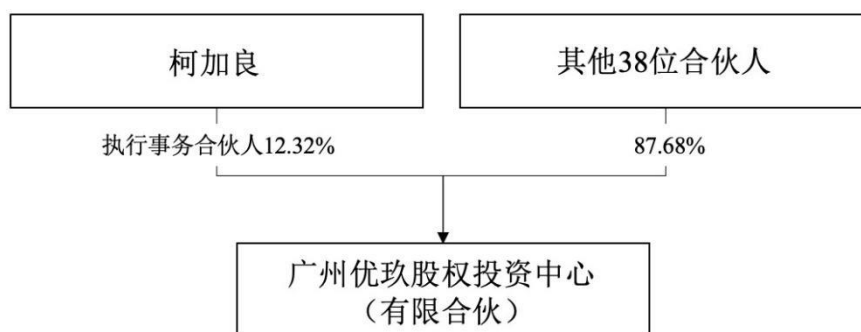 柯加良
其他38位合伙人
执行事务合伙人12.32%
87.68%
广州优玖股权投资中心
（有限合伙）